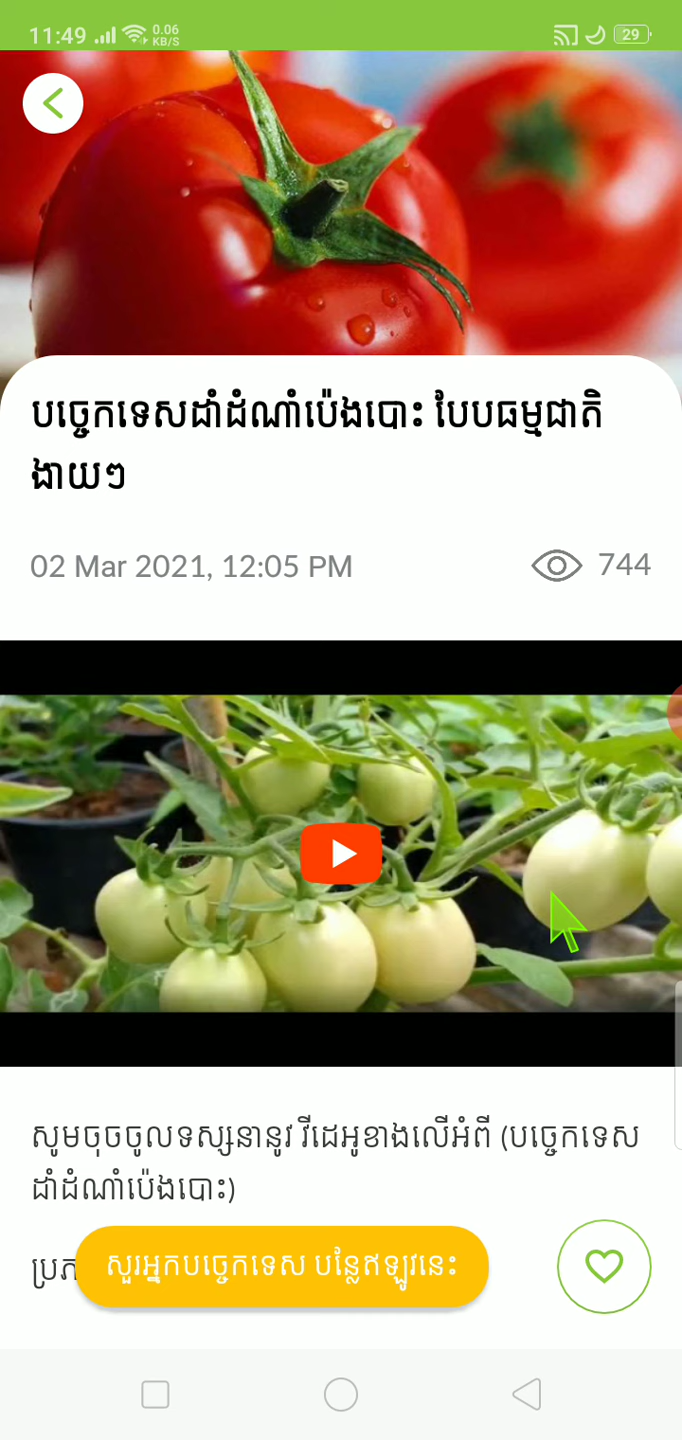 11:49 0.06 KB/S 29
បច្ចេកទេសដាំដំណាំប៉េងបោះ បែបធម្មជាតិ
ងាយៗ
02 Mar 2021, 12:05 PM 744
សូមចុចចូលទស្សនានូវ វីដេអូខាងលើអំពី (បច្ចេកទេស
ដាំដំណាំប៉េងបោះ)
សួរអ្នកបច្ចេកទេស បន្លែឥឡូវនេះ